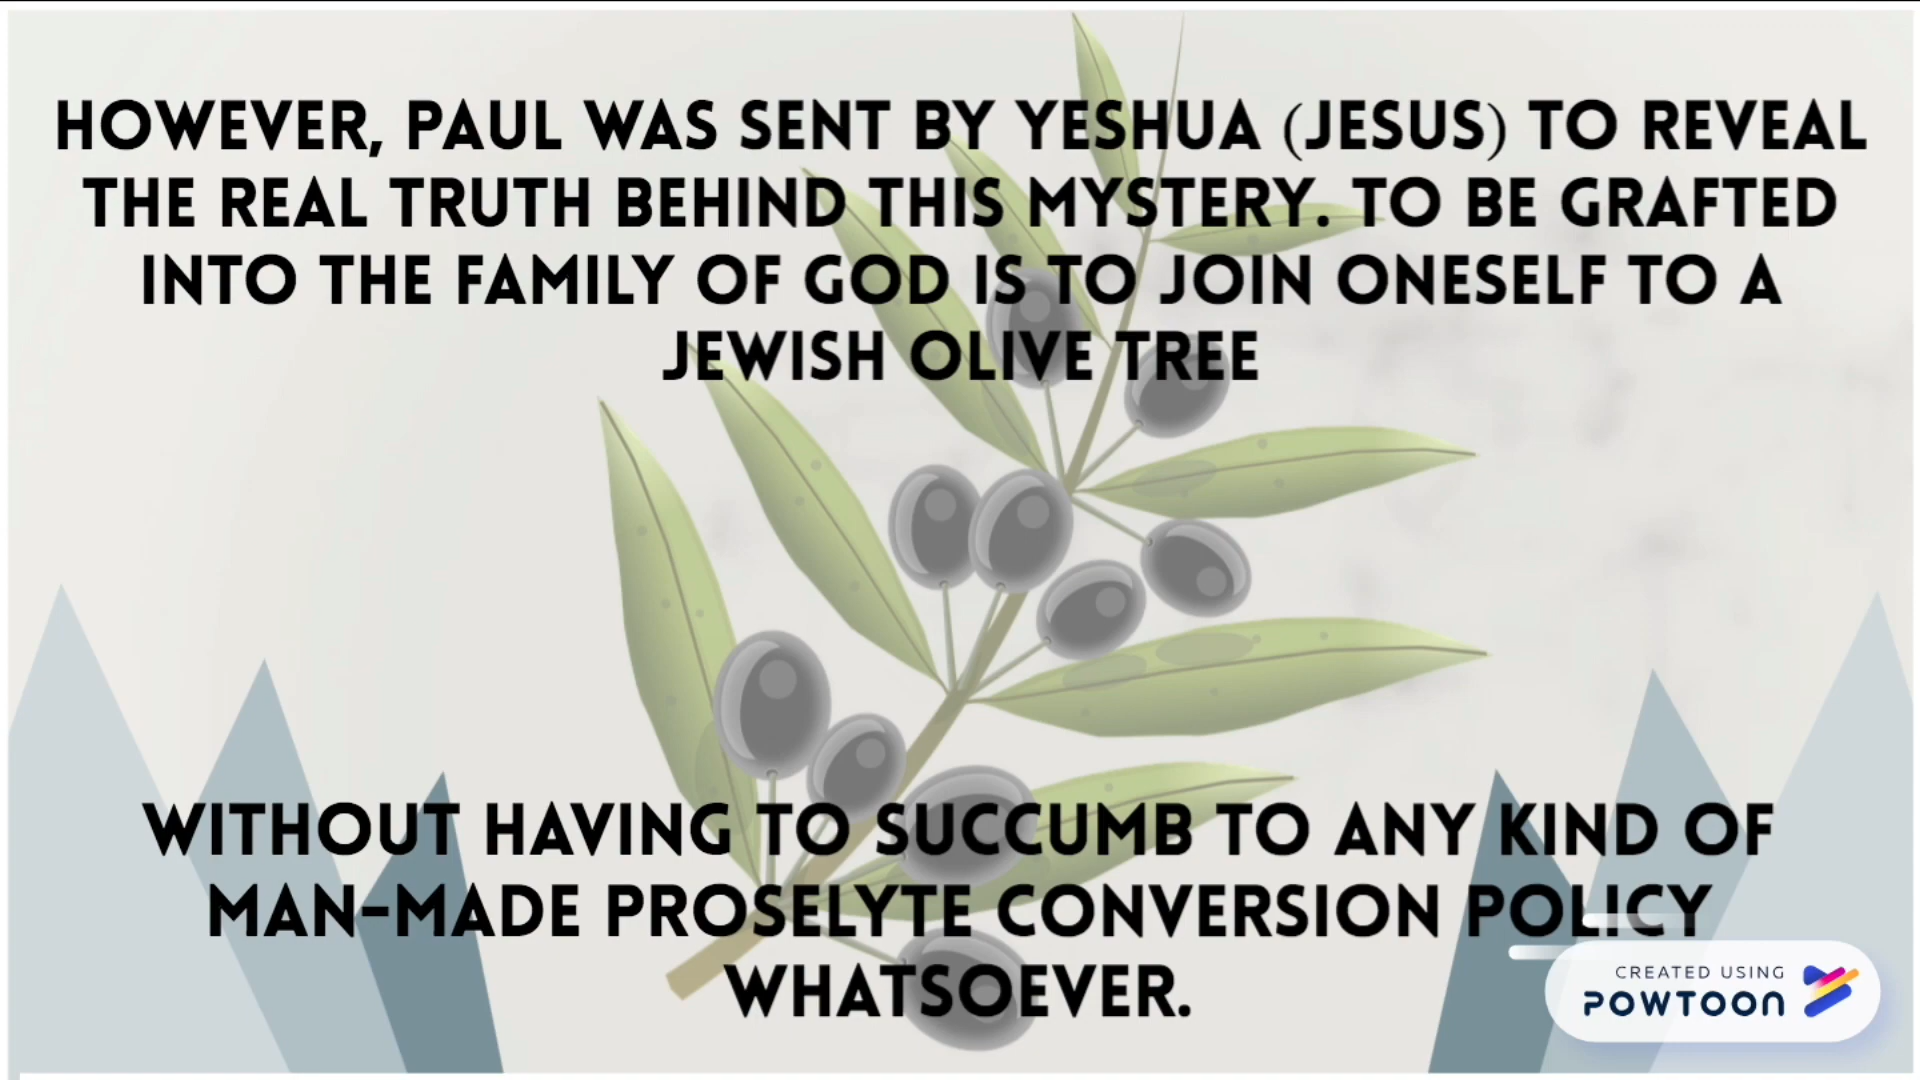 HOWEVER, PAUL WAS SENT BY YESHUA (JESUS) TO REVEAL
THE REAL TRUTH BEHIND THIS MYSTERY. TO BE GRAFTED
INTO THE FAMILY OF GOD IS TO JOIN ONESELF TO A
JEWISH OLIVE TREE
WITHOUT HAVING TO SUCCUMB TO ANY KIND OF
MAN-MADE PROSELYTE CONVERSION POLICY
WHATSOEVER.
CREATED USING
POWTOON